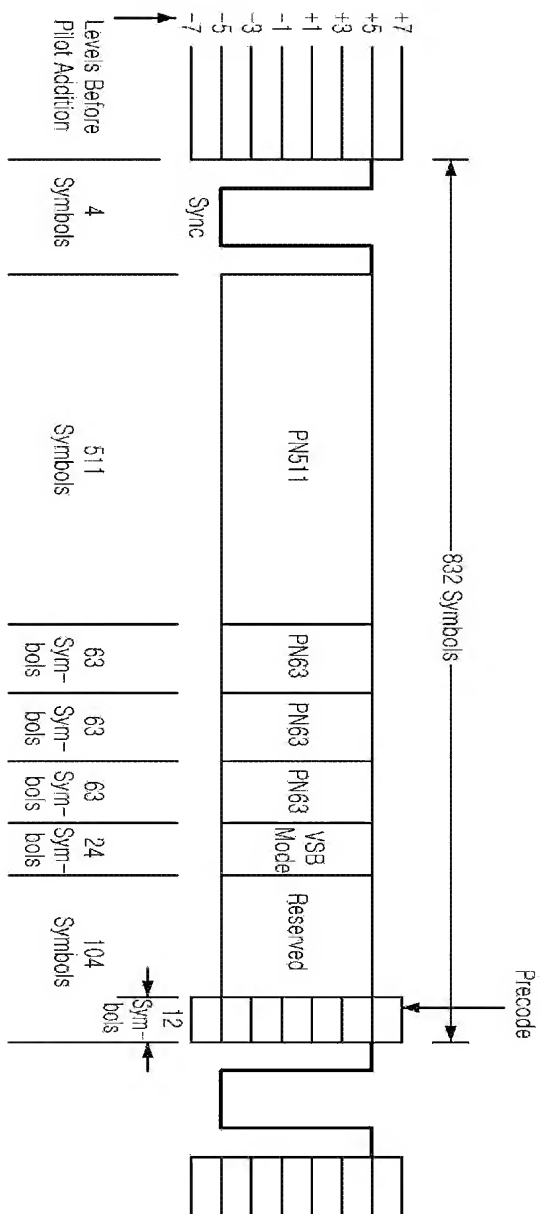 Precode
832 Symbols
+7
+5
+3
+1
-1
-3
-5
-7
Levels Before
Pilot Addition
Sync
PN511
PN63
PN63
PN63
VSB
Mode
Reserved
4
Symbols
511
Symbols
63
Sym-
bols
63
Sym-
bols
63
Sym-
bols
24
Sym-
bols
104
Symbols
12
Sym-
bols